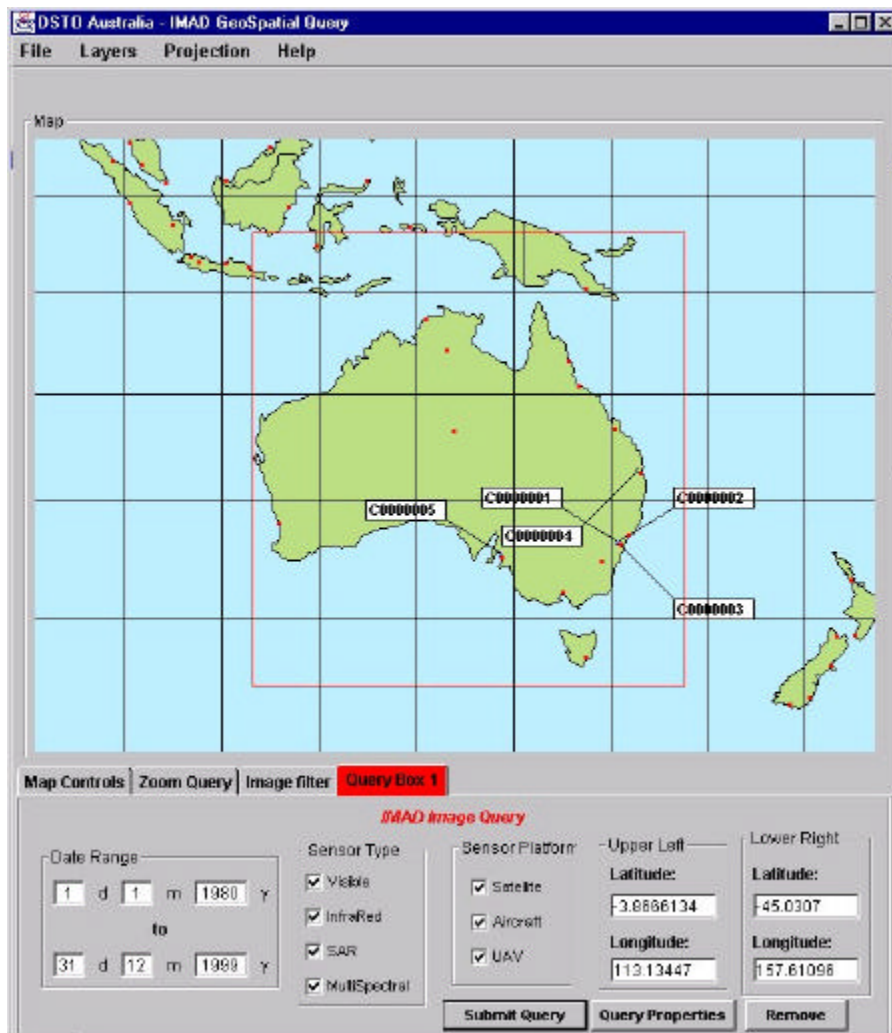 DSTO Australia - IMAD GeoSpatial Query
File Layers Projection Help
Map
C0000001
C0000002
C0000005
C0000004
C0000003
Map Controls Zoom Query Image filter Query Box 1
IMAD Image Query
Date Range
1 d 1 m 1980 y
to
31 d 12 m 1999 y
Sensor Type
Visible
InfraRed
SAR
MultiSpectral
Sensor Platform
Satelite
Aircraft
UAV
Upper Left
Latitude:
-3.8666134
Longitude:
113.13447
Lower Right
Latitude:
-45.0307
Longitude:
157.61096
Submit Query Query Properties Remove